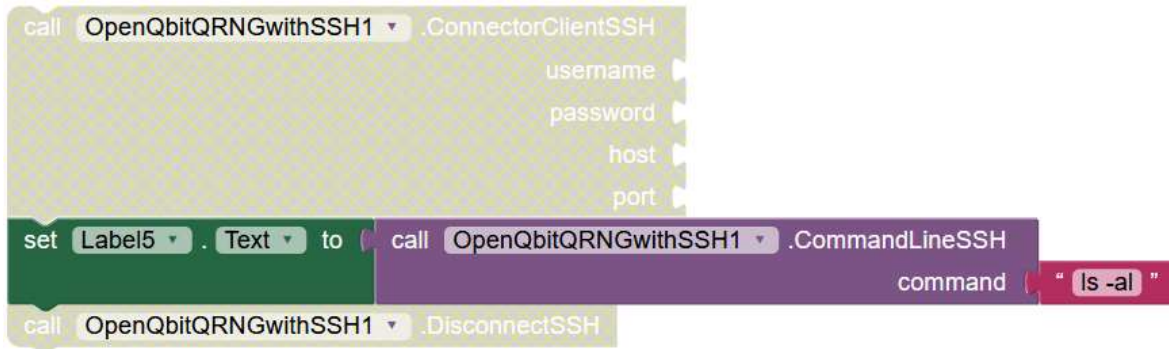 call OpenQbitQRNGwithSSH1 .ConnectorClientSSH
username
password
host
port
set Label5 . Text to call OpenQbitQRNGwithSSH1 .CommandLineSSH
command “ ls -al ”
call OpenQbitQRNGwithSSH1 .DisconnectSSH